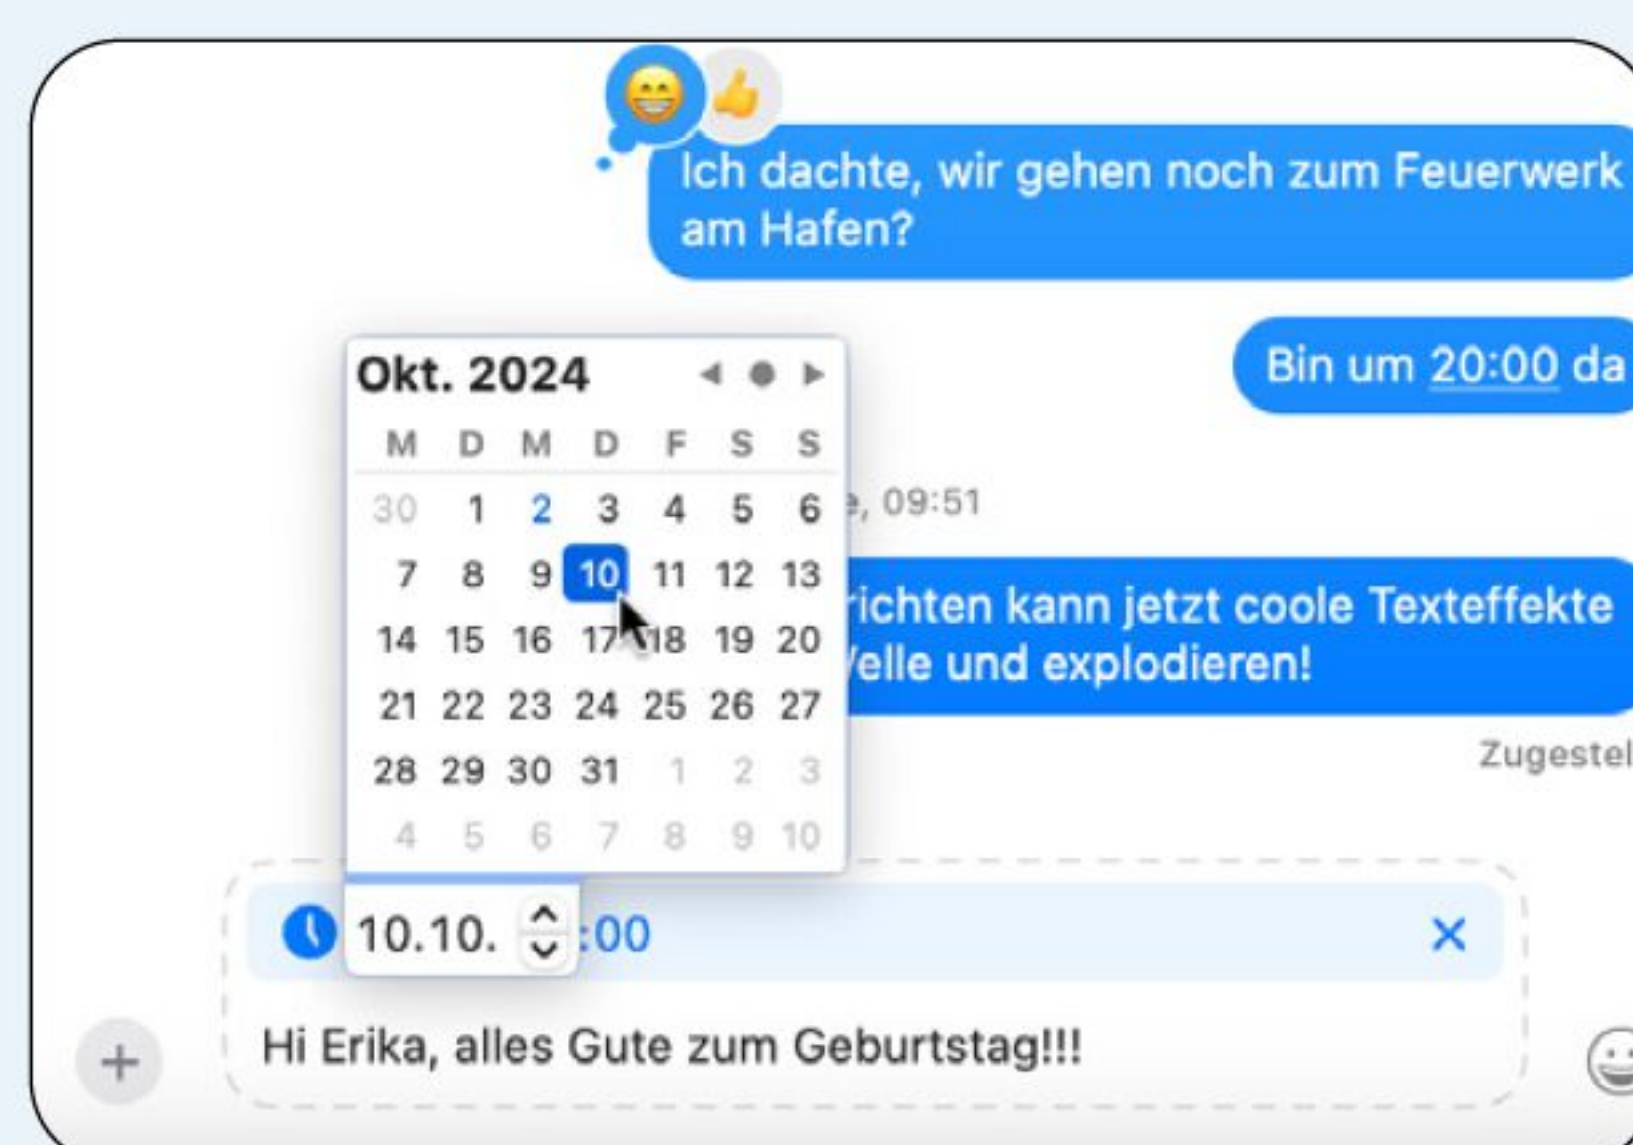 Ich dachte, wir gehen noch zum Feuerwerk
am Hafen?
Bin um 20:00 da
09:51
kann jetzt coole Texteffekte
und explodieren!
Okt. 2024
M D M D F S S
30 1 2 3 4 5 6
7 8 9 10 11 12 13
14 15 16 17 18 19 20
21 22 23 24 25 26 27
28 29 30 31 1 2 3
4 5 6 7 8 9 10
10.10. :00
Hi Erika, alles Gute zum Geburtstag!!!